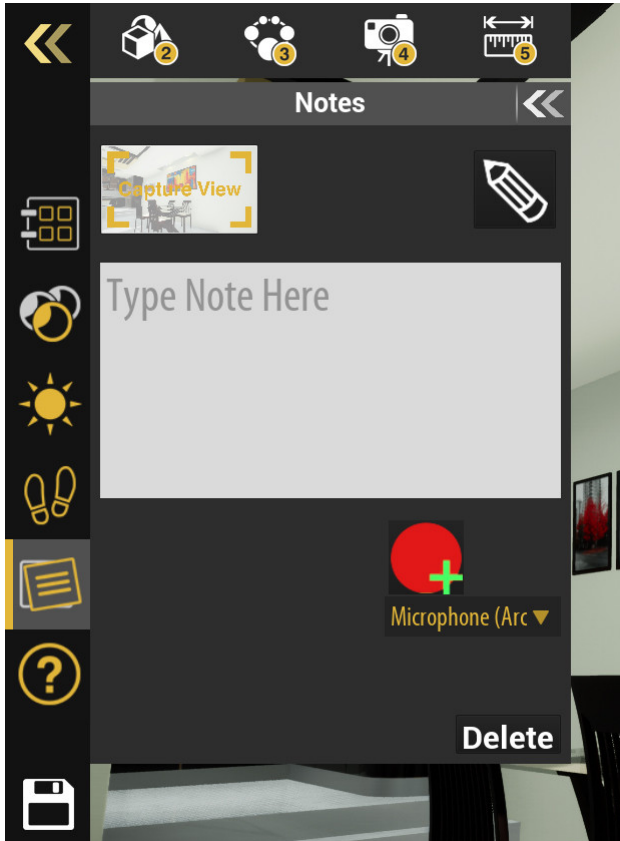 2
3
4
5
Notes
Capture View
Type Note Here
Microphone (Arc
?
Delete